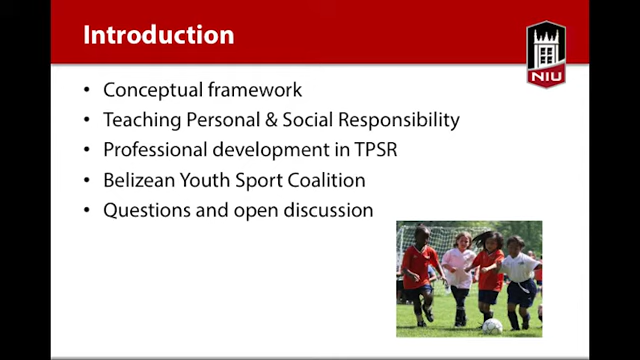 Introduction
NIU
• Conceptual framework
• Teaching Personal & Social Responsibility
• Professional development in TPSR
• Belizean Youth Sport Coalition
• Questions and open discussion